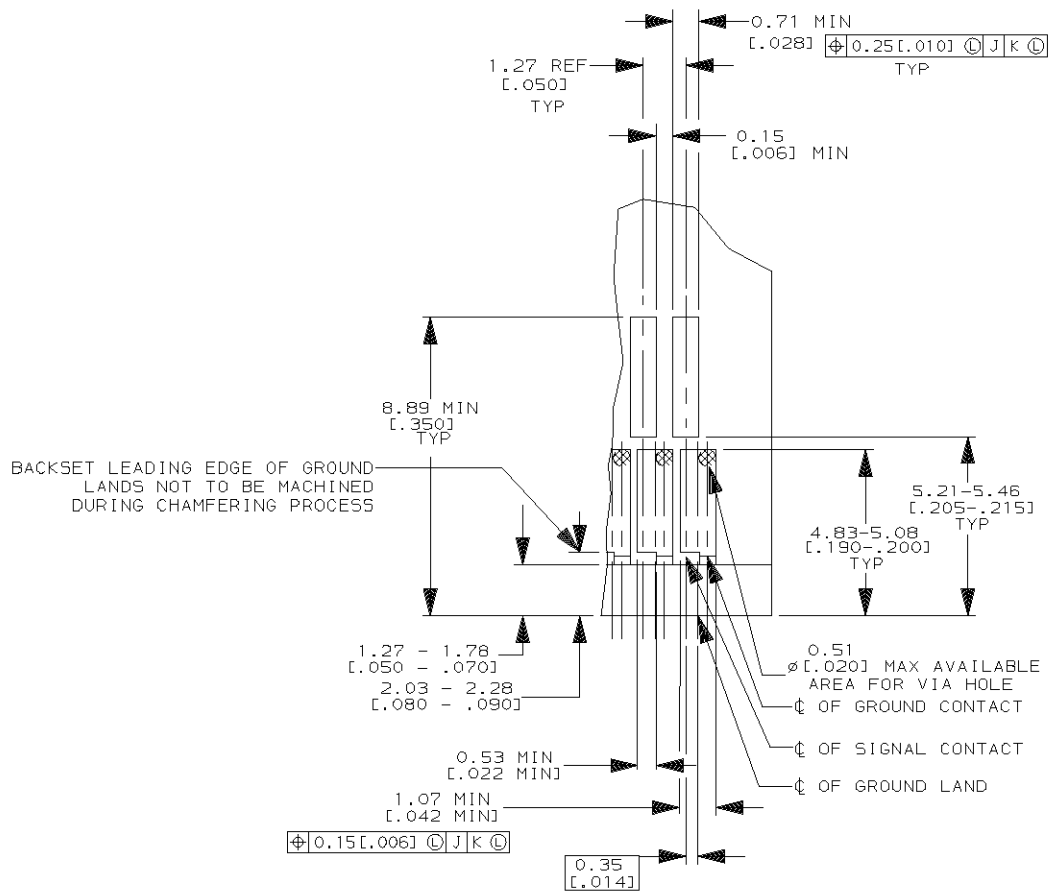 0.71 MIN
[.028] ⌖ 0.25[.010] Ⓛ J K Ⓛ
TYP
1.27 REF
[.050]
TYP
0.15
[.006] MIN
8.89 MIN
[.350]
TYP
BACKSET LEADING EDGE OF GROUND
LANDS NOT TO BE MACHINED
DURING CHAMFERING PROCESS
5.21-5.46
[.205-.215]
TYP
4.83-5.08
[.190-.200]
TYP
1.27 - 1.78
[.050 - .070]
2.03 - 2.28
[.080 - .090]
0.51
⌀[.020] MAX AVAILABLE
AREA FOR VIA HOLE
℄ OF GROUND CONTACT
℄ OF SIGNAL CONTACT
℄ OF GROUND LAND
0.53 MIN
[.022 MIN]
1.07 MIN
[.042 MIN]
⌖ 0.15[.006] Ⓛ J K Ⓛ
0.35
[.014]